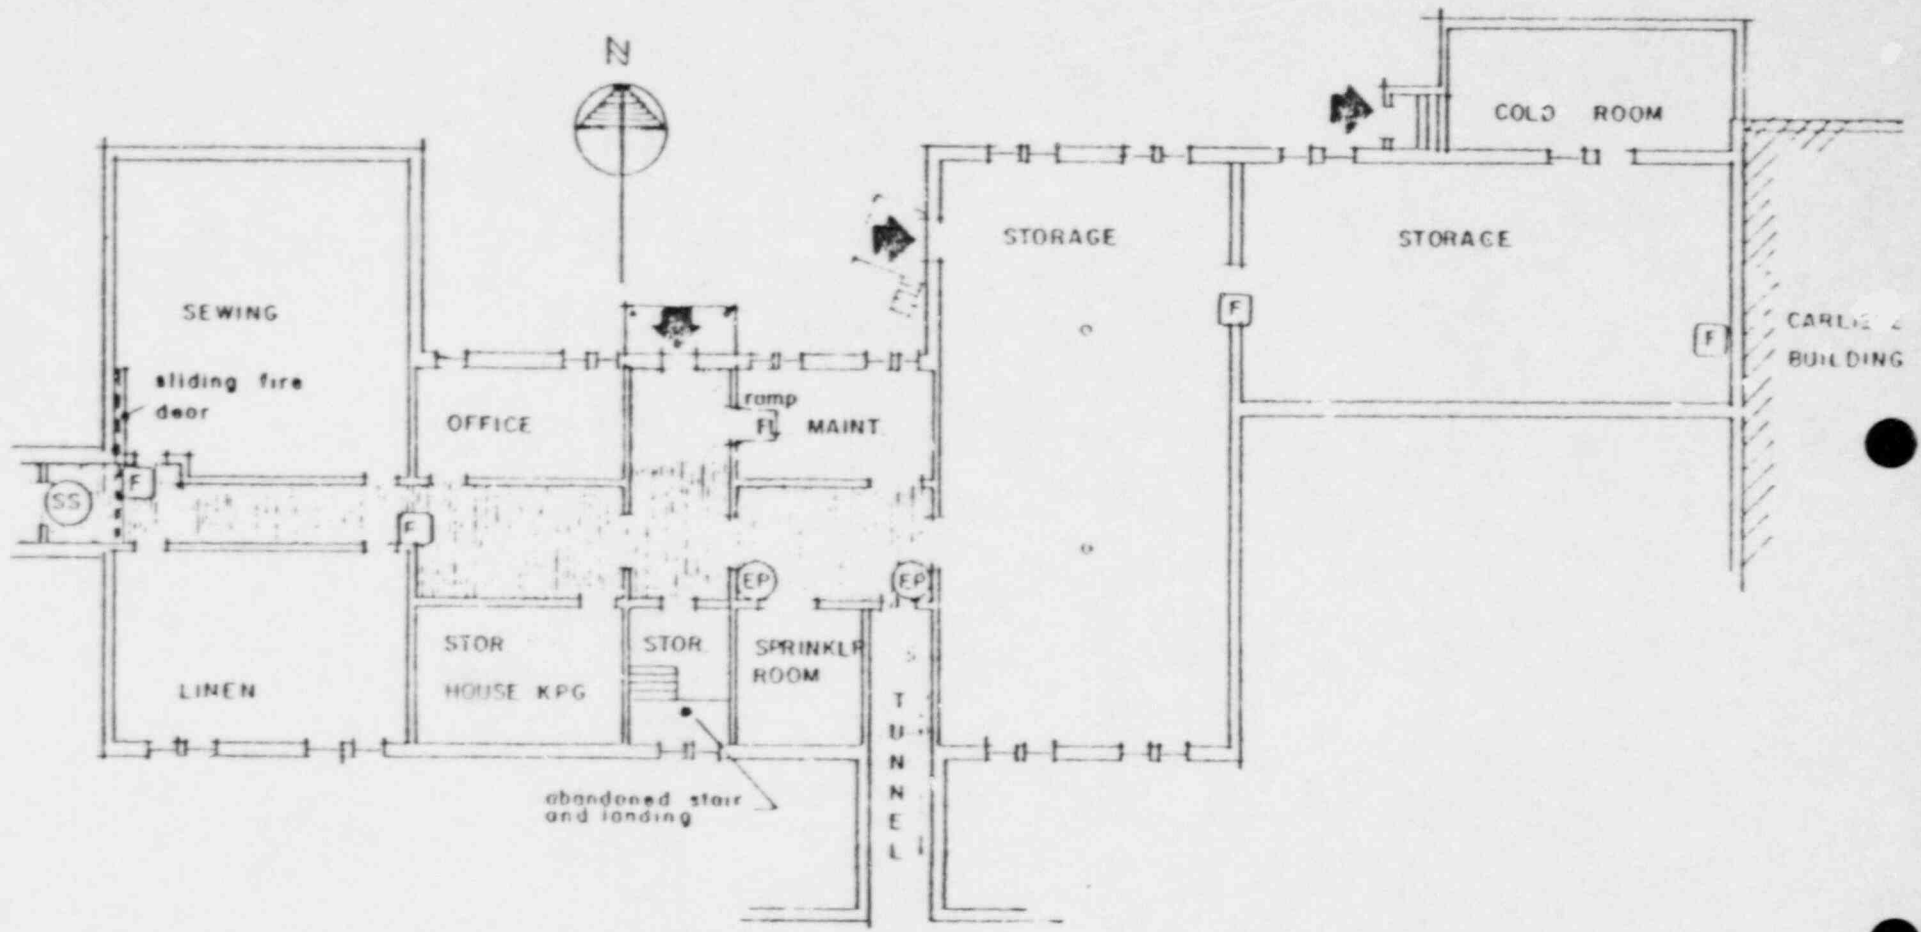 N
COLD ROOM
STORAGE
STORAGE
SEWING
CARLISLE
BUILDING
F
F
sliding fire
door
ramp
OFFICE
MAINT.
SS
F
F
EP
EP
STOR
HOUSE KPG
STOR
SPRINKLR
ROOM
LINEN
TUNNEL
abandoned stair
and landing